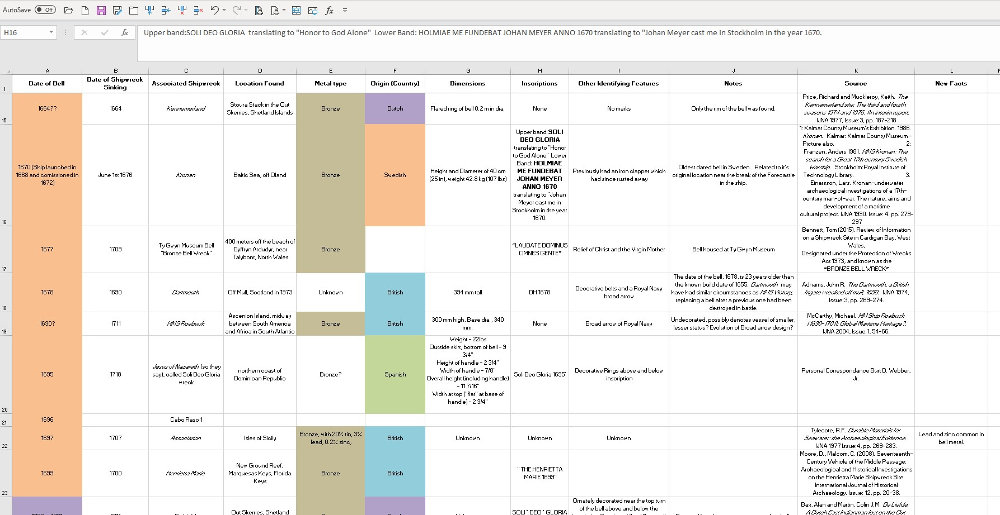 AutoSave Off
H16
fx
Upper band:SOLI DEO GLORIA  translating to "Honor to God Alone"  Lower Band: HOLMIAE ME FUNDEBAT JOHAN MEYER ANNO 1670 translating to "Johan Meyer cast me in Stockholm in the year 1670.
A B C D E F G H I J K L
1
Date of Bell
Date of Shipwreck
Sinking
Associated Shipwreck
Location Found
Metal type
Origin (Country)
Dimensions
Inscriptions
Other Identifying Features
Notes
Source
New Facts
15
1664??
1664
Kennemerland
Stoura Stack in the Out
Skerries, Shetland Islands
Bronze
Dutch
Flared ring of bell 0.2 m in dia.
None
No marks
Only the rim of the bell was found.
Price, Richard and Muckleroy, Keith. The
Kennemerland site: The third and fourth
seasons 1974 and 1976. An interim report.
IJNA 1977, Issue:3, pp. 187-218
16
1670 (Ship launched in
1668 and comissioned in
1672)
June 1st 1676
Kronan
Baltic Sea, off Oland
Bronze
Swedish
Height and Diameter of 40 cm
(25 in), weight 42.8 kg (107 lbs)
Upper band:SOLI
DEO GLORIA
translating to "Honor
to God Alone" Lower
Band: HOLMIAE
ME FUNDEBAT
JOHAN MEYER
ANNO 1670
translating to "Johan
Meyer cast me in
Stockholm in the year
1670.
Previously had an iron clapper which
had since rusted away
Oldest dated bell in Sweden. Related to it's
original location near the break of the Forecastle
in the ship.
1: Kalmar County Museum's Exhibition. 1986.
Kronan. Kalmar: Kalmar County Museum -
Picture also. 2:
Franzen, Anders 1981. HMS Kronan: The
search for a Great 17th century Swedish
Warship. Stockholm:Royal Institute of
Technology Library. 3.
Einarsson, Lars. Kronan-underwater
archaeological investigations of a 17th-
century man-of-war. The nature, aims and
development of a maritime
cultural project. IJNA 1990. Issue: 4. pp. 279-
297
17
1677
1709
Ty Gwyn Museum Bell
"Bronze Bell Wreck"
400 meters off the beach of
Dyffryn Ardudyr, near
Talybont, North Wales
Bronze
“LAUDATE DOMINUS
OMNES GENTE”
Relief of Christ and the Virgin Mother
Bell housed at Ty Gwyn Museum
Bennett, Tom (2015). Review of Information
on a Shipwreck Site in Cardigan Bay, West
Wales,
Designated under the Protection of Wrecks
Act 1973, and known as the
“BRONZE BELL WRECK”
18
1678
1690
Dartmouth
Off Mull, Scotland in 1973
Unknown
British
394 mm tall
DH 1678
Decorative belts and a Royal Navy
broad arrow
The date of the bell, 1678, is 23 years older than
the known build date of 1655. Dartmouth may
have had similar circumstances as HMS Victory,
replacing a bell after a previous one had been
destroyed in battle.
Adnams, John R. The Dartmouth, a British
frigate wrecked off mull, 1690. IJNA 1974,
Issue:3, pp. 269-274.
19
1690?
1711
HMS Roebuck
Ascenion Island, midway
between South America
and Africa in South Atlantic
Bronze
British
300 mm high, Base dia., 340
mm.
None
Broad arrow of Royal Navy
Undecorated, possibly denotes vessel of smaller,
lesser status? Evolution of Broad arrow design?
McCarthy, Michael. HM Ship Roebuck
(1690-1701): Global Maritime Heritage?.
IJNA 2004, Issue:1, 54-66.
20
1695
1718
Jesus of Nazareth (so they
say), called Soli Deo Gloria
wreck
northern coast of
Dominican Republic
Bronze?
Spanish
Weight - 22lbs
Outside skirt, bottom of bell - 9
3/4"
Height of handle - 2 3/4"
Width of handle - 7/8"
Overall height (including handle)
- 11 7/16"
Width at top ("flat" at base of
handle) - 2 3/4"
Soli Deo Gloria 1695'
Decorative Rings above and below
inscription
Personal Correspondance Burt D. Webber,
Jr.
21
1696
Cabo Raso 1
22
1697
1707
Association
Isles of Sicily
Bronze, with 20% tin, 3%
lead, 0.2% zinc,
British
Unknown
Unknown
Unknown
Tylecote, R.F. Durable Materials for
Seawater: the Archaeological Evidence.
IJNA 1977 Issue:4, pp. 269-283.
Lead and zinc common in
bell metal.
23
1699
1700
Henrietta Marie
New Ground Reef,
Marquesas Keys, Florida
Keys
Bronze
British
" THE HENRIETTA
MARIE 1699"
Moore, D., Malcom, C. (2008). Seventeenth-
Century Vehicle of the Middle Passage:
Archaeological and Historical Investigations
on the Henrietta Marie Shipwreck Site.
International Journal of Historical
Archaeology. Issue: 12, pp. 20-38.
Out Skerries, Shetland
SOLI * DEO * GLORIA
Ornately decorated near the top turn
of the bell above and below the
Bax, Alan and Martin, Colin J.M. De Liefde:
A Dutch East Indianman lost on the Out